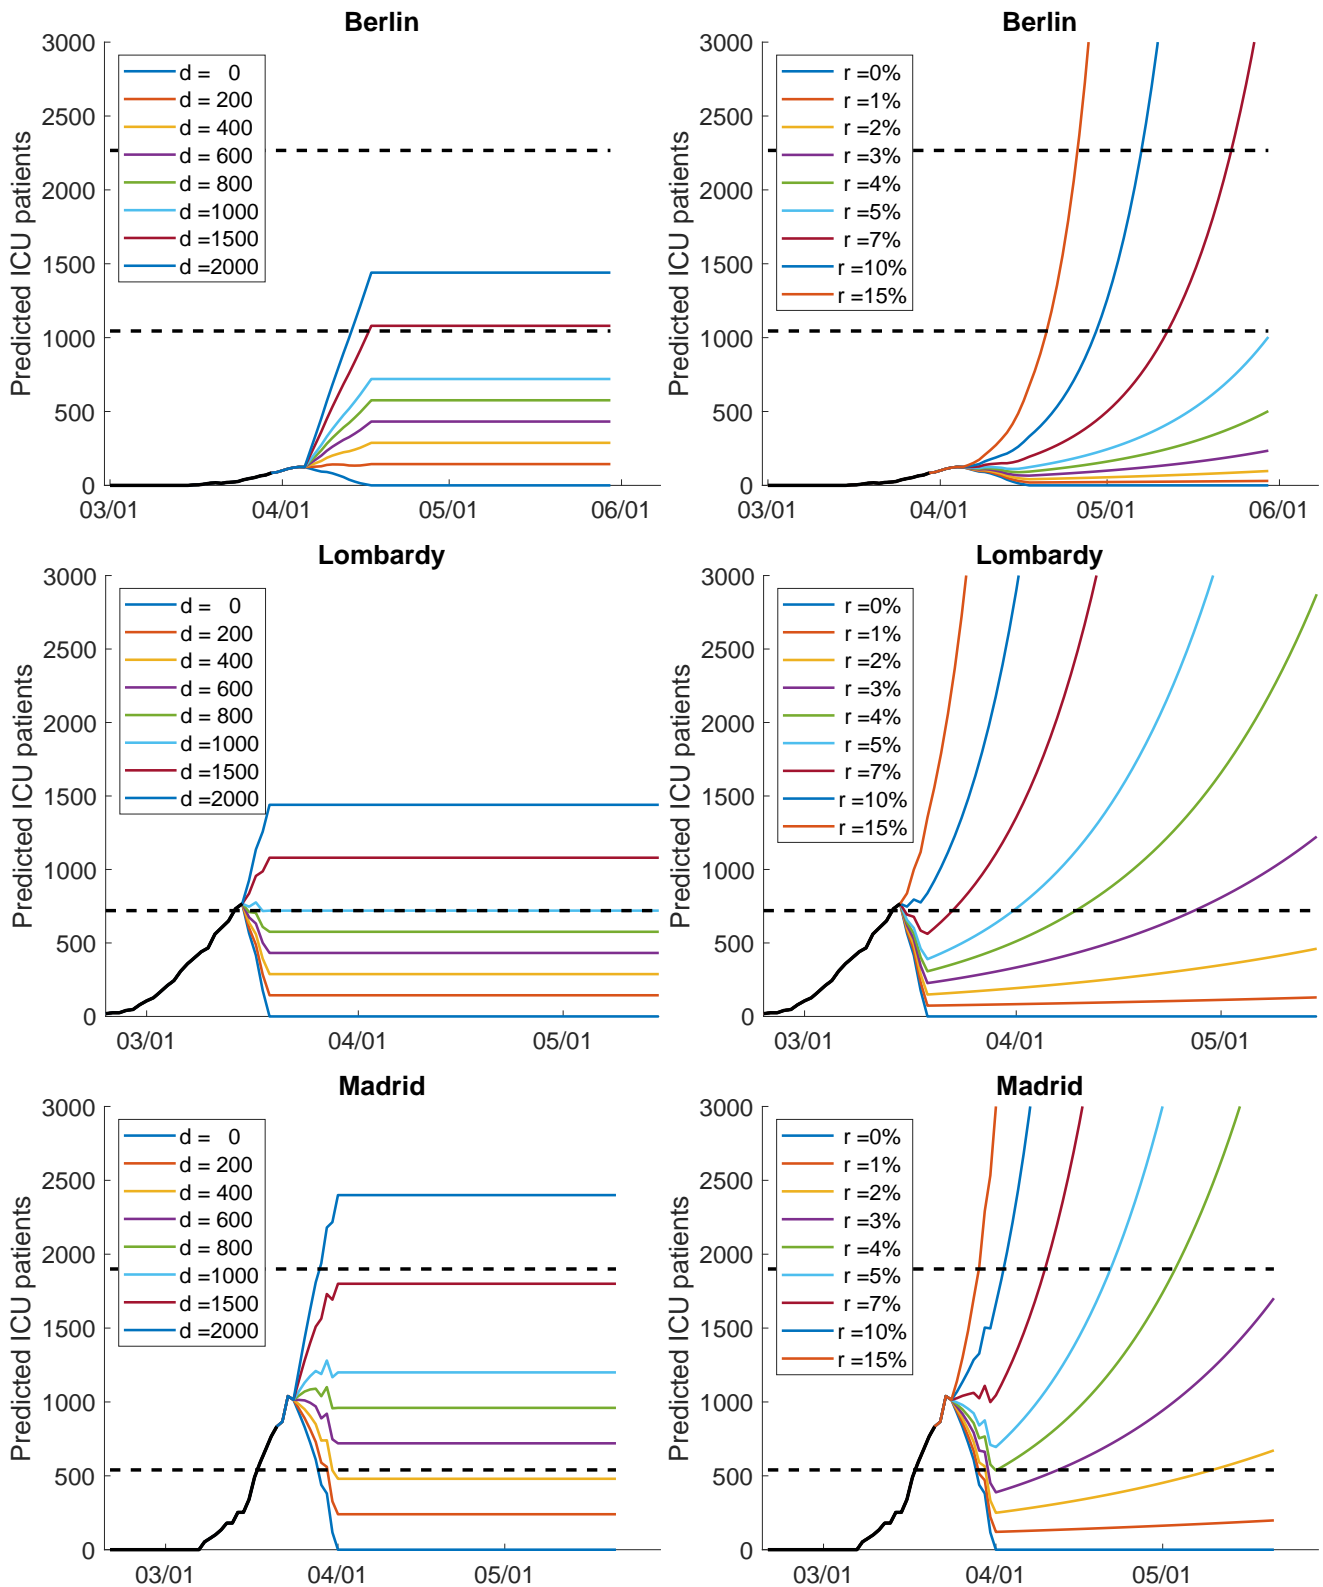 Berlin
Predicted ICU patients
3000
2500
2000
1500
1000
500
0
03/01 04/01 05/01 06/01
d = 0
d = 200
d = 400
d = 600
d = 800
d =1000
d =1500
d =2000
Berlin
Predicted ICU patients
3000
2500
2000
1500
1000
500
0
03/01 04/01 05/01 06/01
r =0%
r =1%
r =2%
r =3%
r =4%
r =5%
r =7%
r =10%
r =15%
Lombardy
Predicted ICU patients
3000
2500
2000
1500
1000
500
0
03/01 04/01 05/01
d = 0
d = 200
d = 400
d = 600
d = 800
d =1000
d =1500
d =2000
Lombardy
Predicted ICU patients
3000
2500
2000
1500
1000
500
0
03/01 04/01 05/01
r =0%
r =1%
r =2%
r =3%
r =4%
r =5%
r =7%
r =10%
r =15%
Madrid
Predicted ICU patients
3000
2500
2000
1500
1000
500
0
03/01 04/01 05/01
d = 0
d = 200
d = 400
d = 600
d = 800
d =1000
d =1500
d =2000
Madrid
Predicted ICU patients
3000
2500
2000
1500
1000
500
0
03/01 04/01 05/01
r =0%
r =1%
r =2%
r =3%
r =4%
r =5%
r =7%
r =10%
r =15%